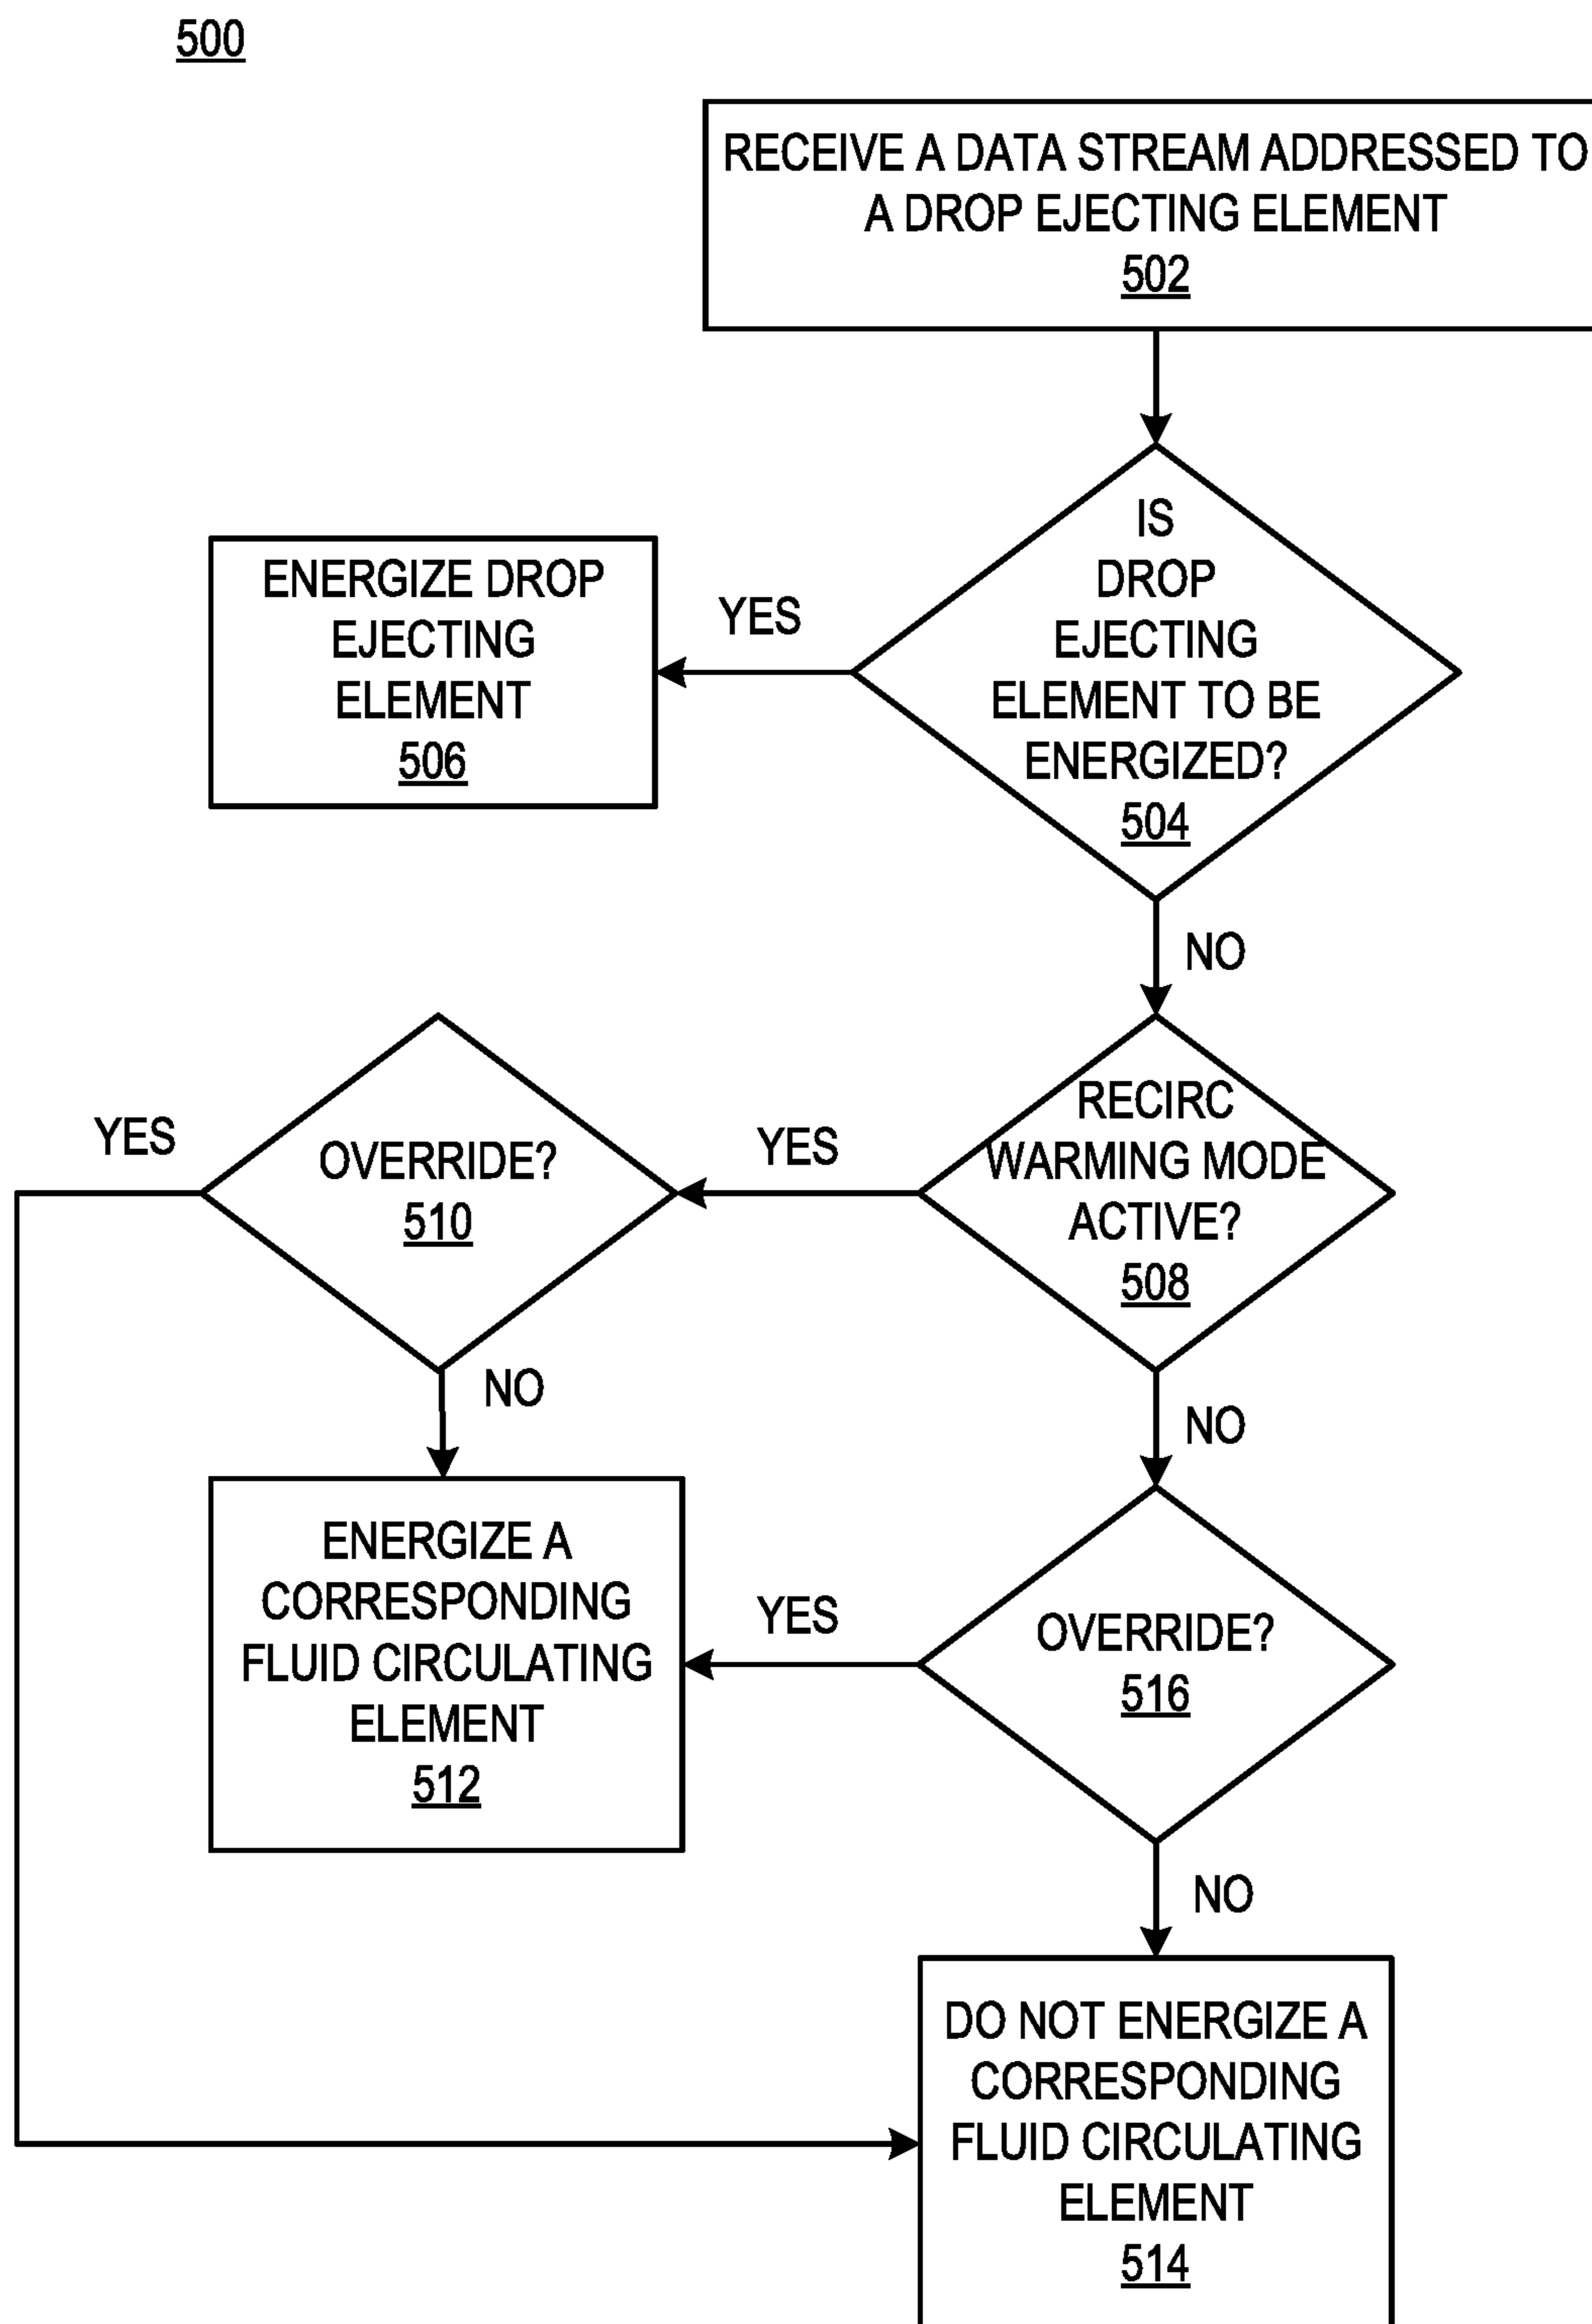 500
RECEIVE A DATA STREAM ADDRESSED TO
A DROP EJECTING ELEMENT
502
IS
DROP
EJECTING
ELEMENT TO BE
ENERGIZED?
504
YES
ENERGIZE DROP
EJECTING
ELEMENT
506
NO
RECIRC
WARMING MODE
ACTIVE?
508
YES
OVERRIDE?
510
YES
NO
NO
ENERGIZE A
CORRESPONDING
FLUID CIRCULATING
ELEMENT
512
YES
OVERRIDE?
516
NO
DO NOT ENERGIZE A
CORRESPONDING
FLUID CIRCULATING
ELEMENT
514